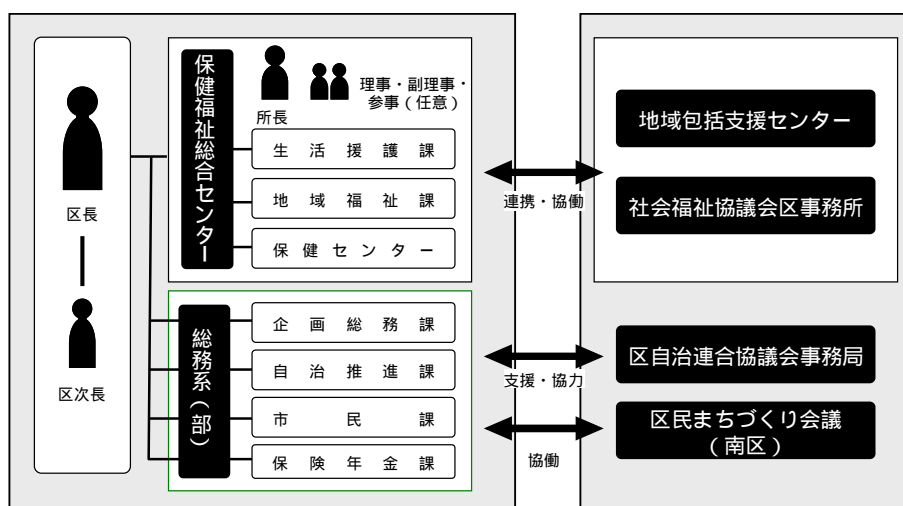 区長
区次長
保健福祉総合センター
所長
理事・副理事・
参事(任意)
生活援護課
地域福祉課
保健センター
総務系(部)
企画総務課
自治推進課
市民課
保険年金課
連携・協働
支援・協力
協働
地域包括支援センター
社会福祉協議会区事務所
区自治連合協議会事務局
区民まちづくり会議
(南区)